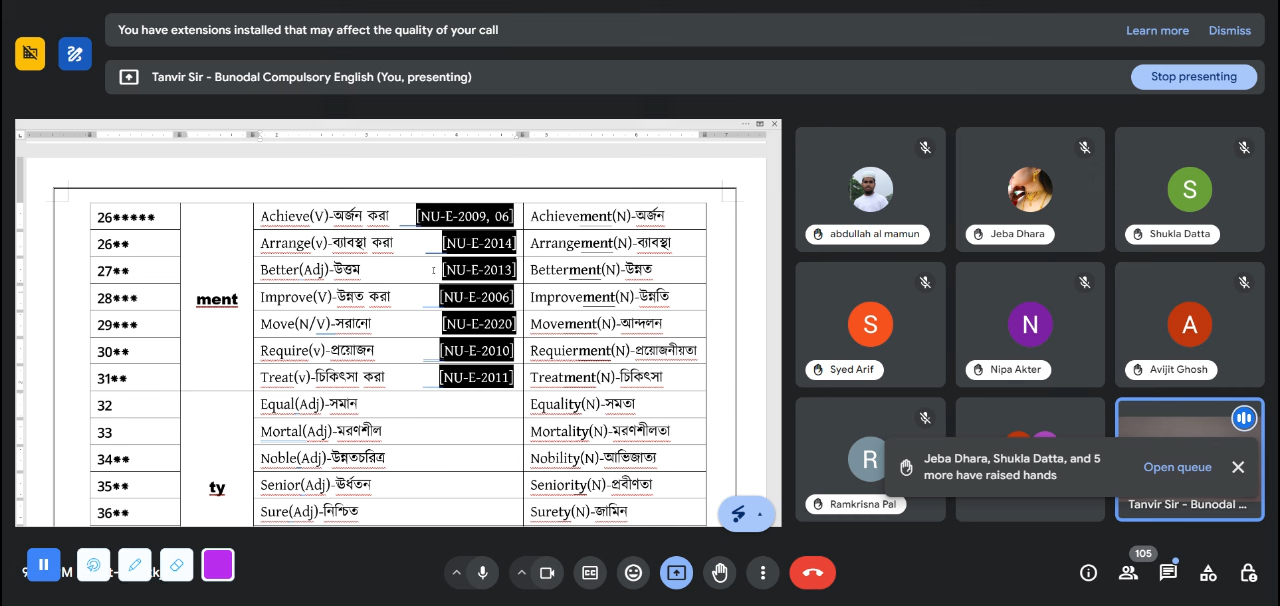 You have extensions installed that may affect the quality of your call
Learn more
Dismiss
Tanvir Sir - Bunodal Compulsory English (You, presenting)
Stop presenting
26***** Achieve(V)-অর্জন করা [NU-E-2009, 06] Achievement(N)-অর্জন
26** Arrange(v)-ব্যাবস্থা করা [NU-E-2014] Arrangement(N)-ব্যাবস্থা
27** Better(Adj)-উত্তম [NU-E-2013] Betterment(N)-উন্নত
28*** ment Improve(V)-উন্নত করা [NU-E-2006] Improvement(N)-উন্নতি
29*** Move(N/V)-সরানো [NU-E-2020] Movement(N)-আন্দলন
30** Require(v)-প্রয়োজন [NU-E-2010] Requierment(N)-প্রয়োজনীয়তা
31** Treat(v)-চিকিৎসা করা [NU-E-2011] Treatment(N)-চিকিৎসা
32 Equal(Adj)-সমান Equality(N)-সমতা
33 Mortal(Adj)-মরণশীল Mortality(N)-মরণশীলতা
34** Noble(Adj)-উন্নতচরিত্র Nobility(N)-আভিজাত্য
35** ty Senior(Adj)-ঊর্ধতন Seniority(N)-প্রবীণতা
36** Sure(Adj)-নিশ্চিত Surety(N)-জামিন
abdullah al mamun
Jeba Dhara
S
Shukla Datta
S
Syed Arif
N
Nipa Akter
A
Avijit Ghosh
R
Ramkrisna Pal
Jeba Dhara, Shukla Datta, and 5
more have raised hands
Open queue
Tanvir Sir - Bunodal ...
105